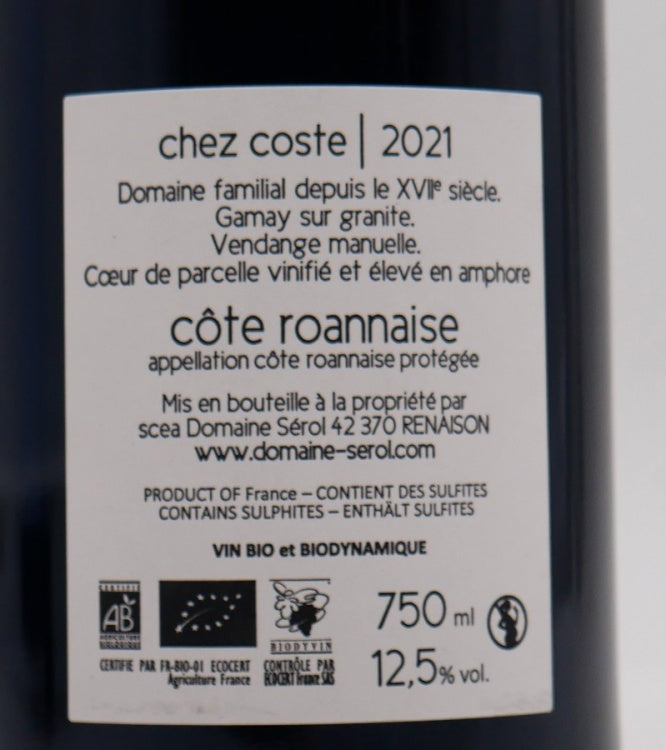 chez coste | 2021
Domaine familial depuis le XVIIᵉ siècle.
Gamay sur granite.
Vendange manuelle.
Cœur de parcelle vinifié et élevé en amphore
côte roannaise
appellation côte roannaise protégée
Mis en bouteille à la propriété par
scea Domaine Sérol 42 370 RENAISON
www.domaine-serol.com
PRODUCT OF France – CONTIENT DES SULFITES
CONTAINS SULPHITES – ENTHÄLT SULFITES
VIN BIO et BIODYNAMIQUE
CERTIFIÉ
AB
AGRICULTURE
BIOLOGIQUE
BIODYVIN
CERTIFIE PAR FR-BIO-01 ECOCERT
Agriculture France
CONTRÔLE PAR
ECOCERT France SAS
750 ml
12,5% vol.